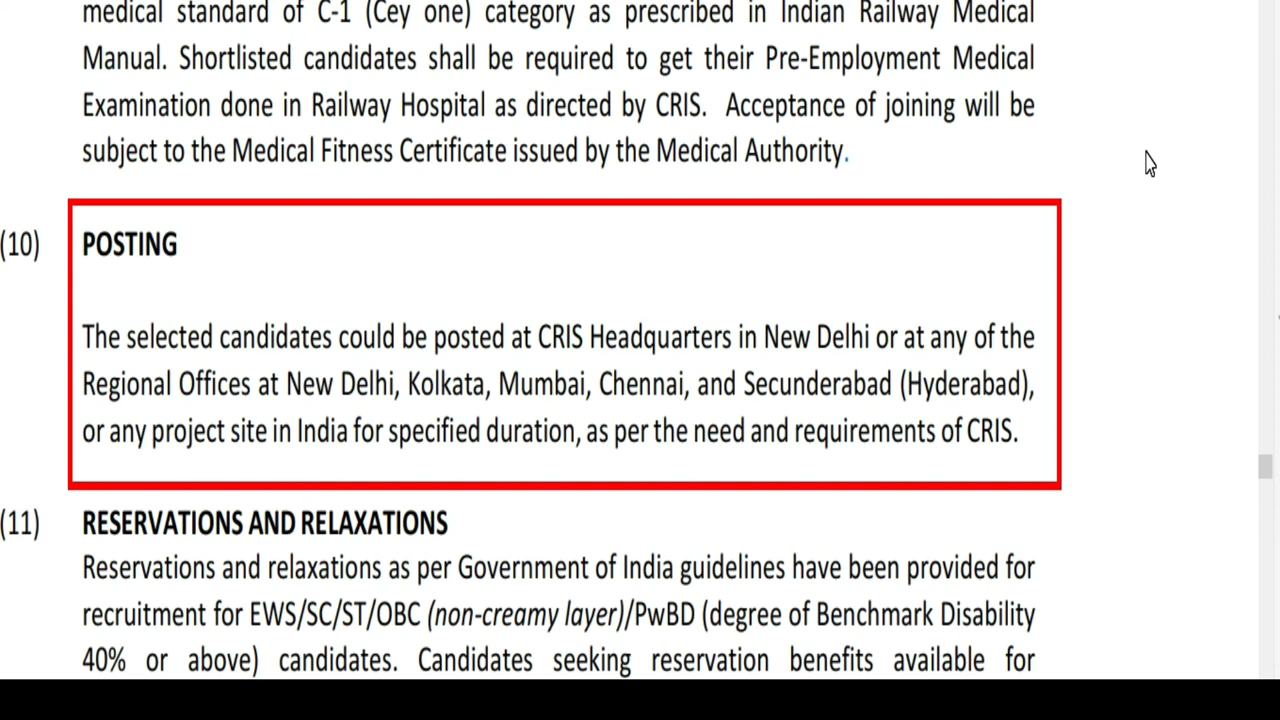 medical standard of C-1 (Cey one) category as prescribed in Indian Railway Medical
Manual. Shortlisted candidates shall be required to get their Pre-Employment Medical
Examination done in Railway Hospital as directed by CRIS. Acceptance of joining will be
subject to the Medical Fitness Certificate issued by the Medical Authority.
(10) POSTING
The selected candidates could be posted at CRIS Headquarters in New Delhi or at any of the
Regional Offices at New Delhi, Kolkata, Mumbai, Chennai, and Secunderabad (Hyderabad),
or any project site in India for specified duration, as per the need and requirements of CRIS.
(11) RESERVATIONS AND RELAXATIONS
Reservations and relaxations as per Government of India guidelines have been provided for
recruitment for EWS/SC/ST/OBC (non-creamy layer)/PwBD (degree of Benchmark Disability
40% or above) candidates. Candidates seeking reservation benefits available for